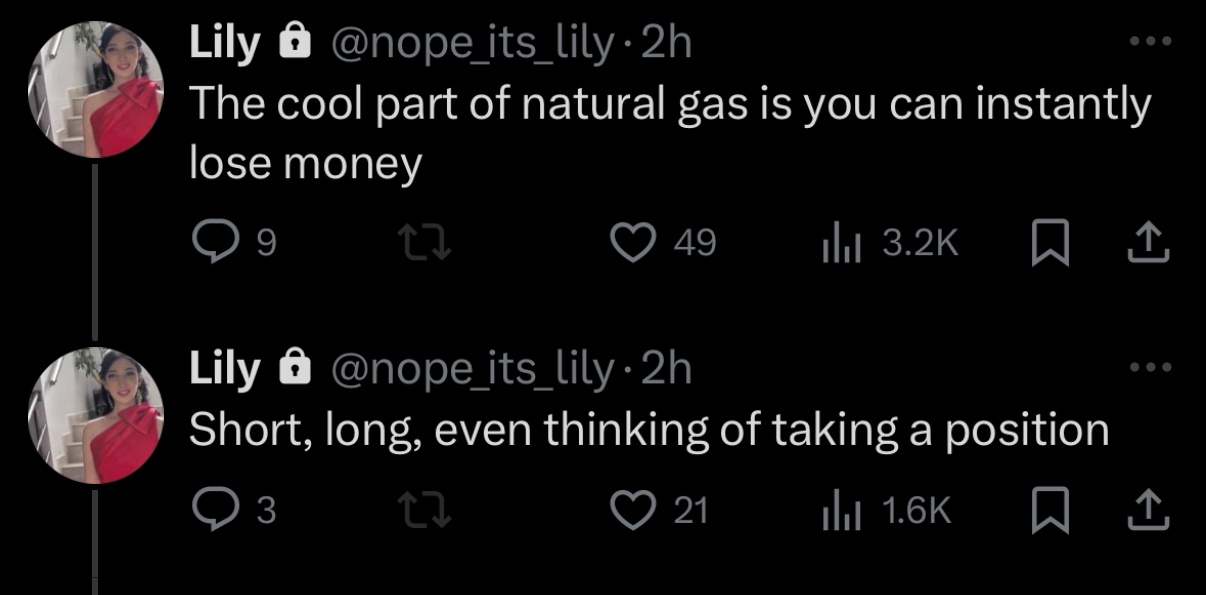 Lily @nope_its_lily · 2h
The cool part of natural gas is you can instantly
lose money
9 49 3.2K
Lily @nope_its_lily · 2h
Short, long, even thinking of taking a position
3 21 1.6K